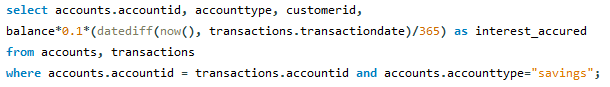 select accounts.accountid, accounttype, customerid,
balance*0.1*(datediff(now(), transactions.transactiondate)/365) as interest_accured
from accounts, transactions
where accounts.accountid = transactions.accountid and accounts.accounttype="savings";